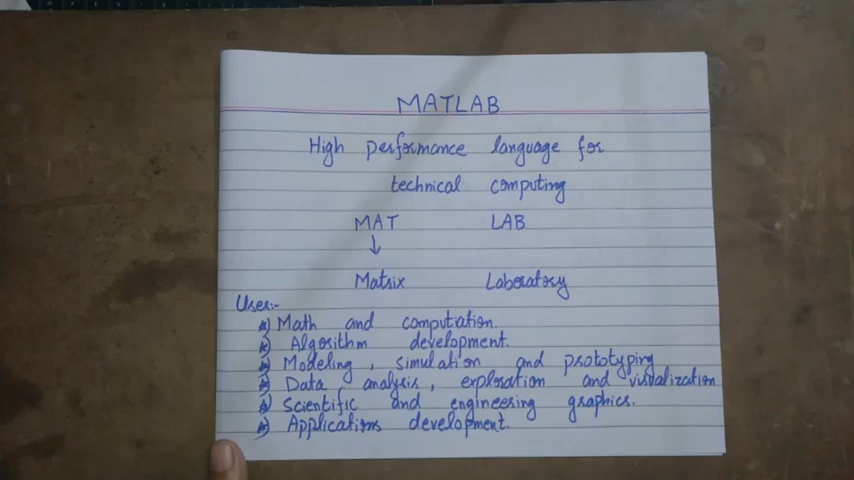 MATLAB
High performance language for
technical computing
MAT LAB
↓
Matrix Laboratory
Uses:-
Math and computation.
Algorithm development.
Modeling, simulation and prototyping
Data analysis, exploration and visualization
Scientific and engineering graphics.
Applications development.